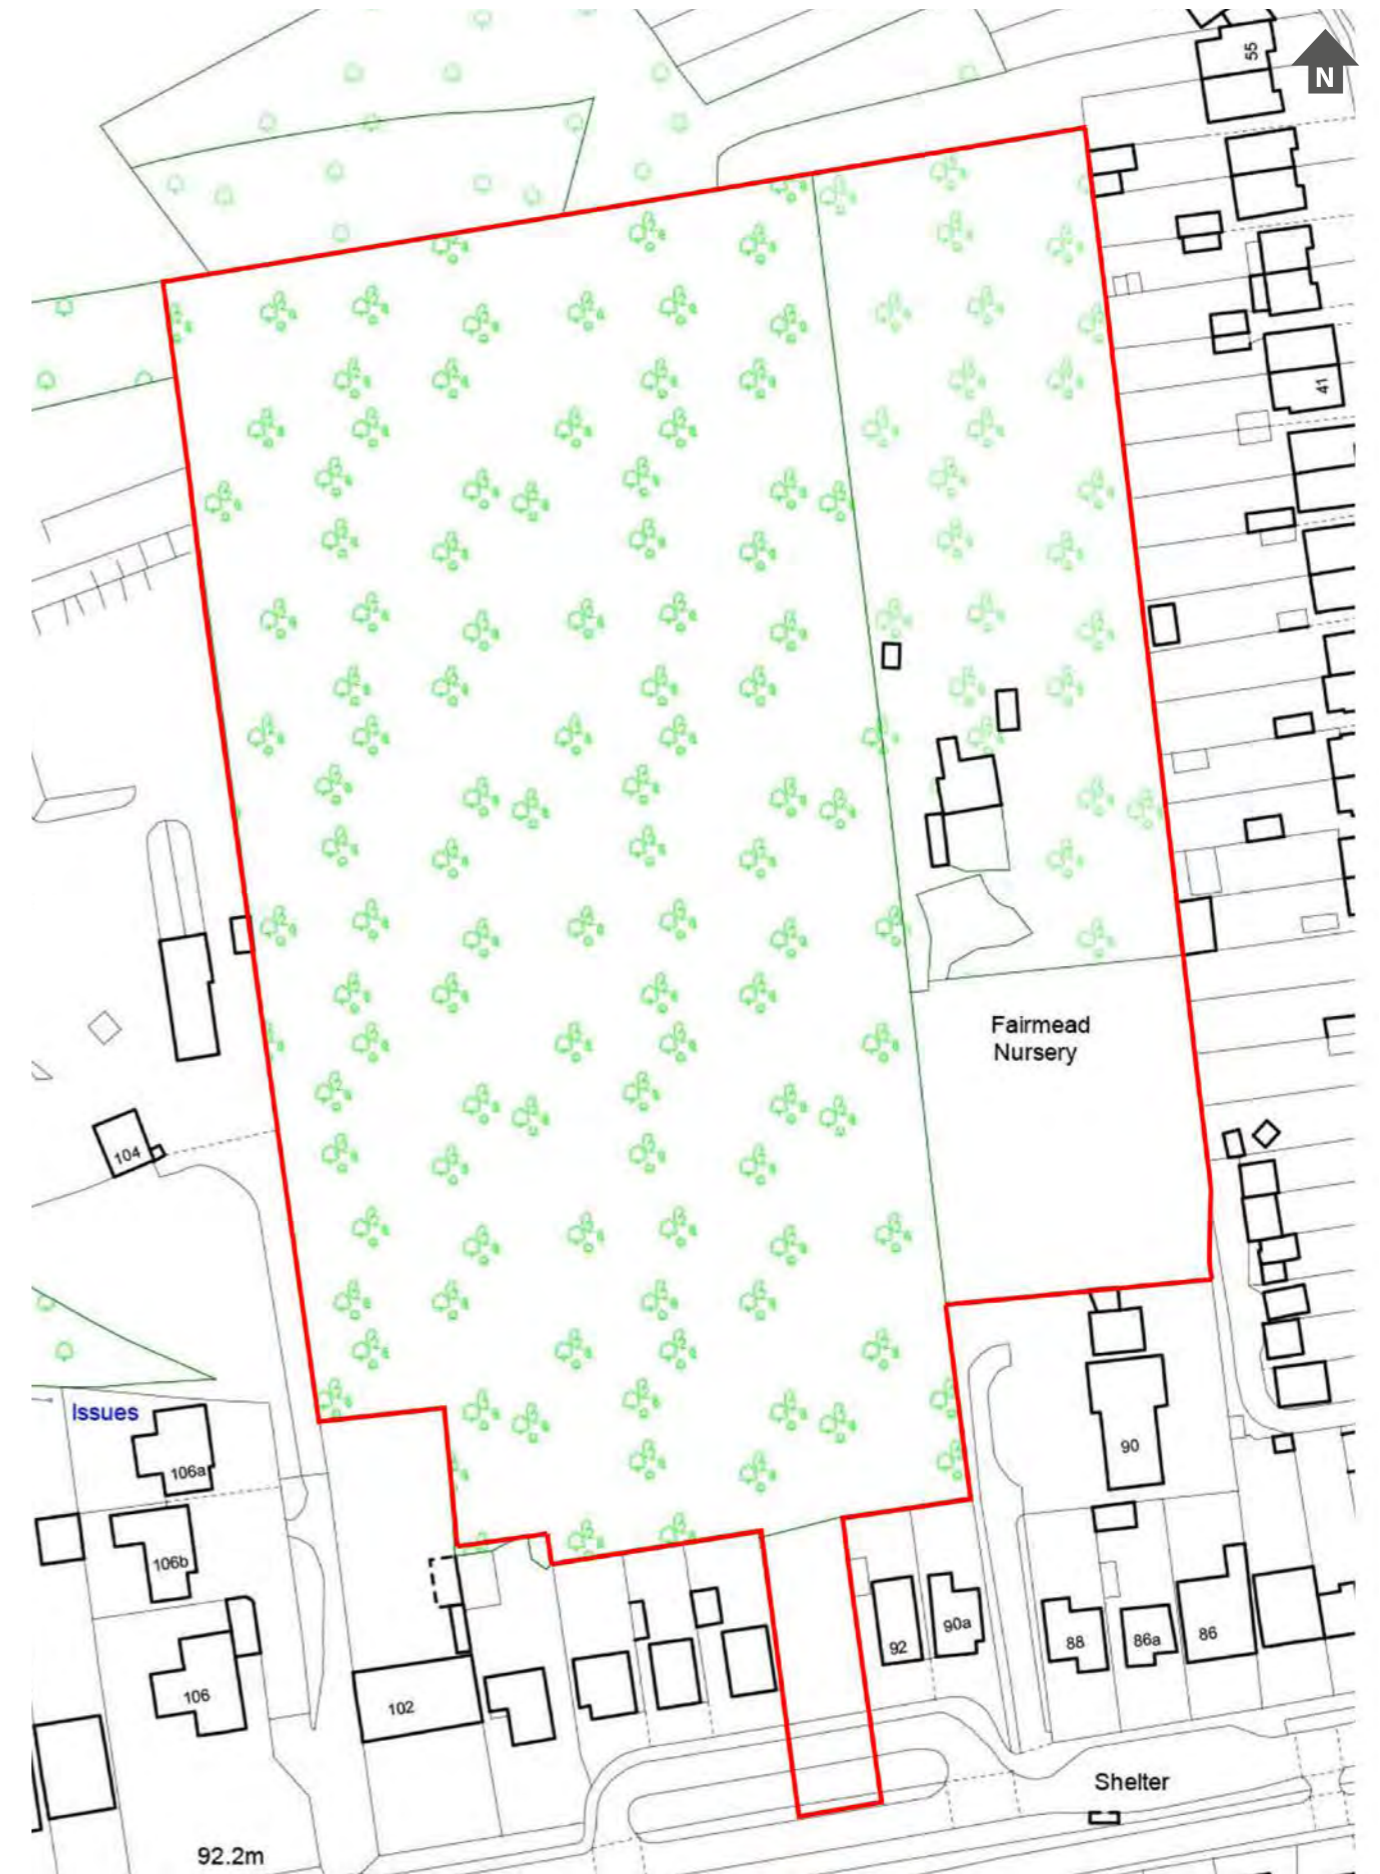 N
55
41
Fairmead
Nursery
104
Issues
106a
90
106b
106
102
92
90a
88
86a
86
Shelter
92.2m